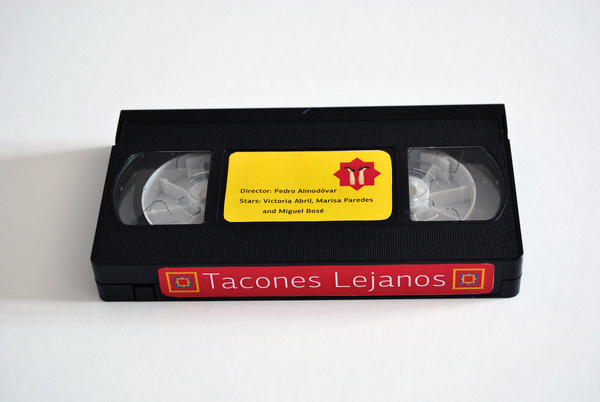 Director: Pedro Almodóvar
Stars: Victoria Abril, Marisa Paredes
and Miguel Bosé
Tacones Lejanos